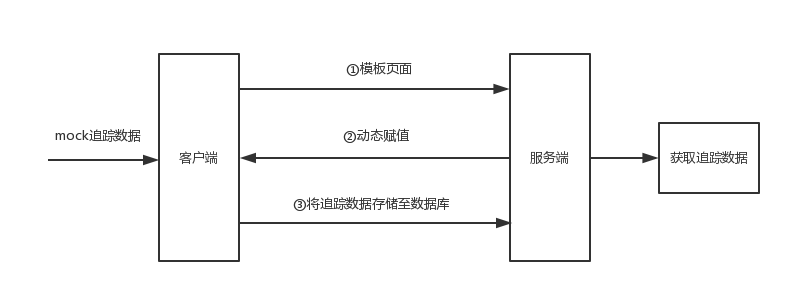 ①模板页面
mock追踪数据
②动态赋值
客户端
服务端
获取追踪数据
③将追踪数据存储至数据库